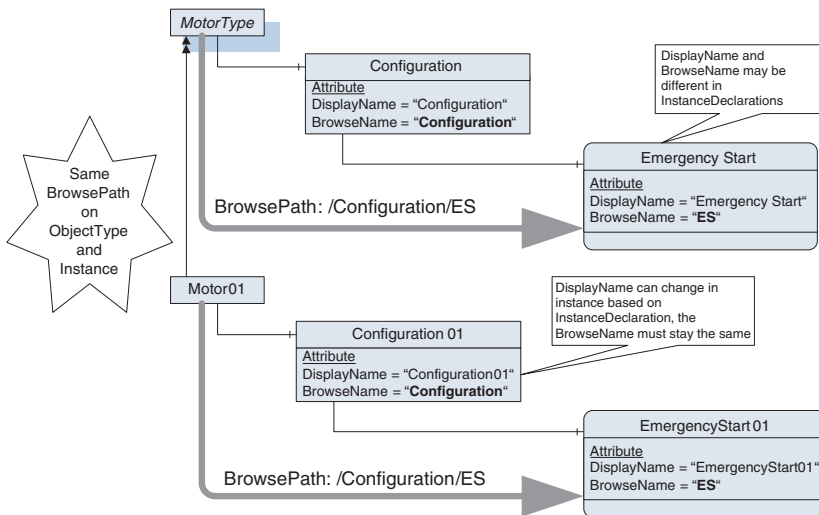 MotorType
Configuration
Attribute
DisplayName = “Configuration“
BrowseName = “Configuration“
DisplayName and
BrowseName may be
different in
InstanceDeclarations
Emergency Start
Attribute
DisplayName = “Emergency Start“
BrowseName = “ES“
BrowsePath: /Configuration/ES
Same
BrowsePath
on
ObjectType
and
Instance
Motor01
DisplayName can change in
instance based on
InstanceDeclaration, the
BrowseName must stay the same
Configuration 01
Attribute
DisplayName = “Configuration01“
BrowseName = “Configuration“
EmergencyStart 01
Attribute
DisplayName = “EmergencyStart01“
BrowseName = “ES“
BrowsePath: /Configuration/ES